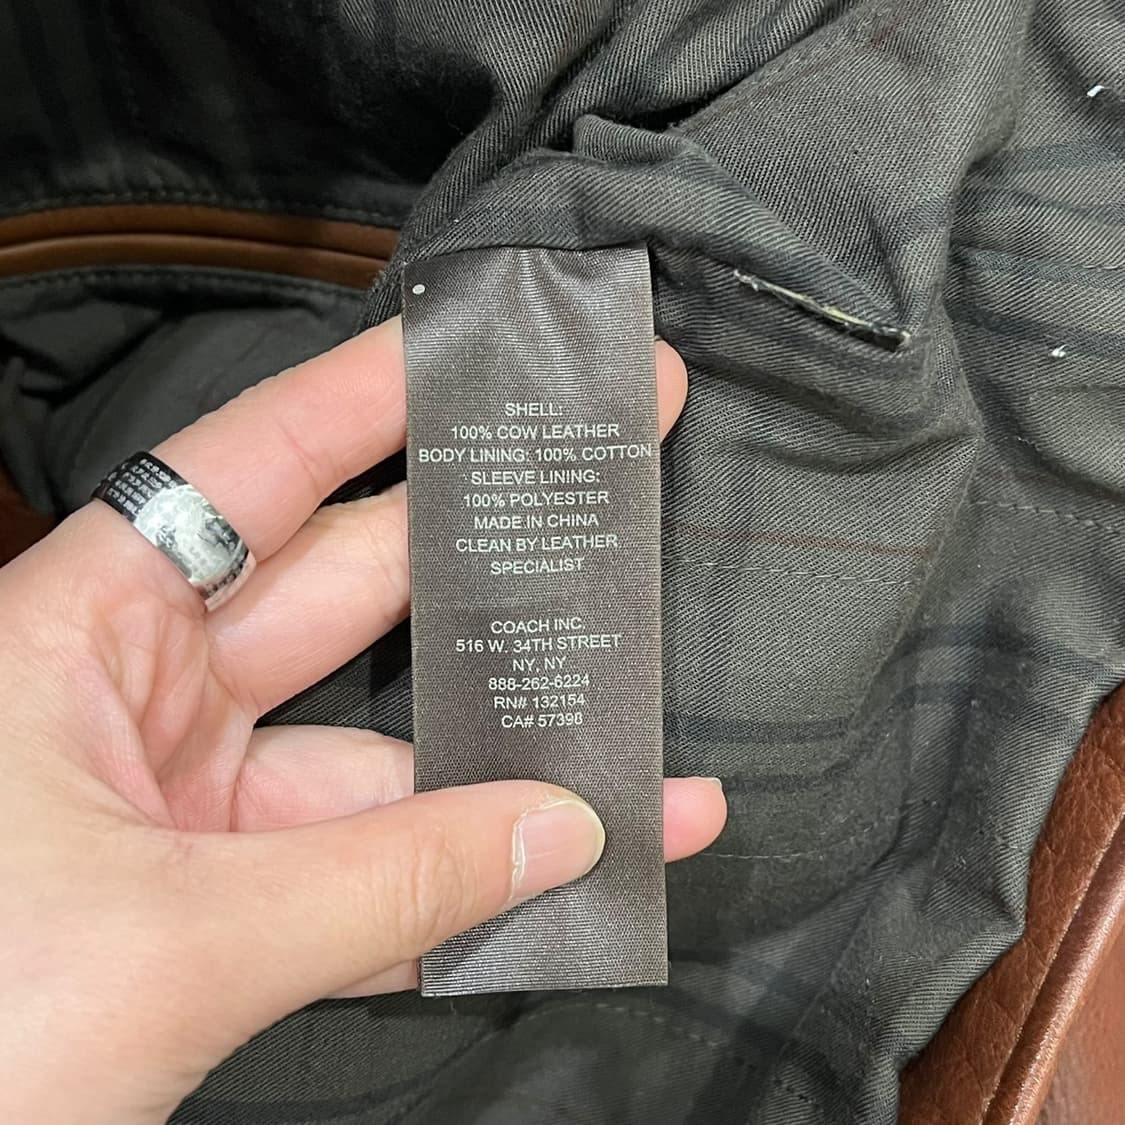 SHELL:
100% COW LEATHER
BODY LINING: 100% COTTON
SLEEVE LINING:
100% POLYESTER
MADE IN CHINA
CLEAN BY LEATHER
SPECIALIST
COACH INC.
516 W. 34TH STREET
NY, NY
888-262-6224
RN# 132154
CA# 57398